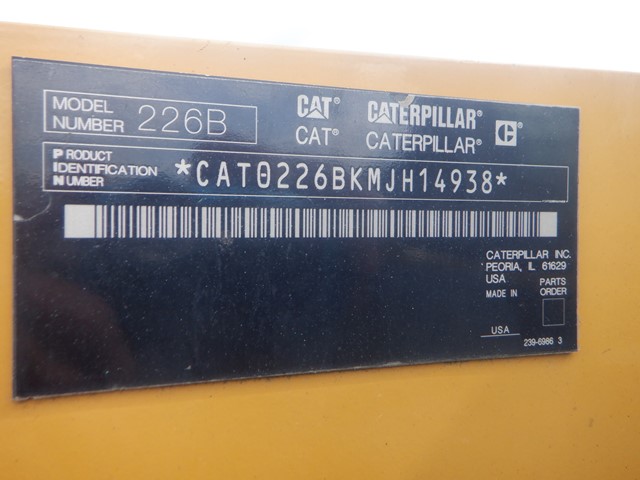 MODEL NUMBER 226B
CAT® CATERPILLAR®
CAT® CATERPILLAR® C
PRODUCT
IDENTIFICATION
NUMBER
*CAT0226BKMJH14938*
CATERPILLAR INC.
PEORIA, IL 61629
USA
MADE IN
PARTS
ORDER
USA
239-6986 3